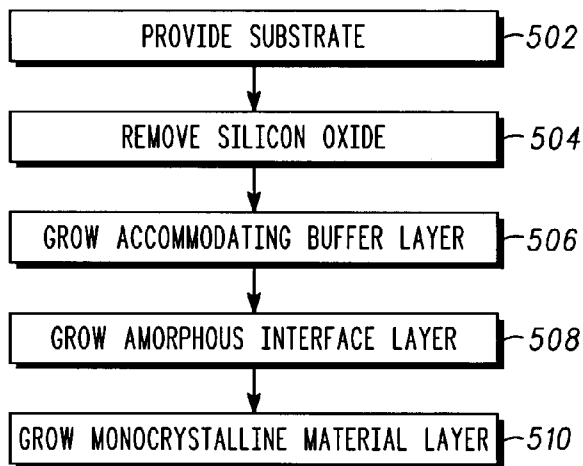 PROVIDE SUBSTRATE 502
REMOVE SILICON OXIDE 504
GROW ACCOMMODATING BUFFER LAYER 506
GROW AMORPHOUS INTERFACE LAYER 508
GROW MONOCRYSTALLINE MATERIAL LAYER 510